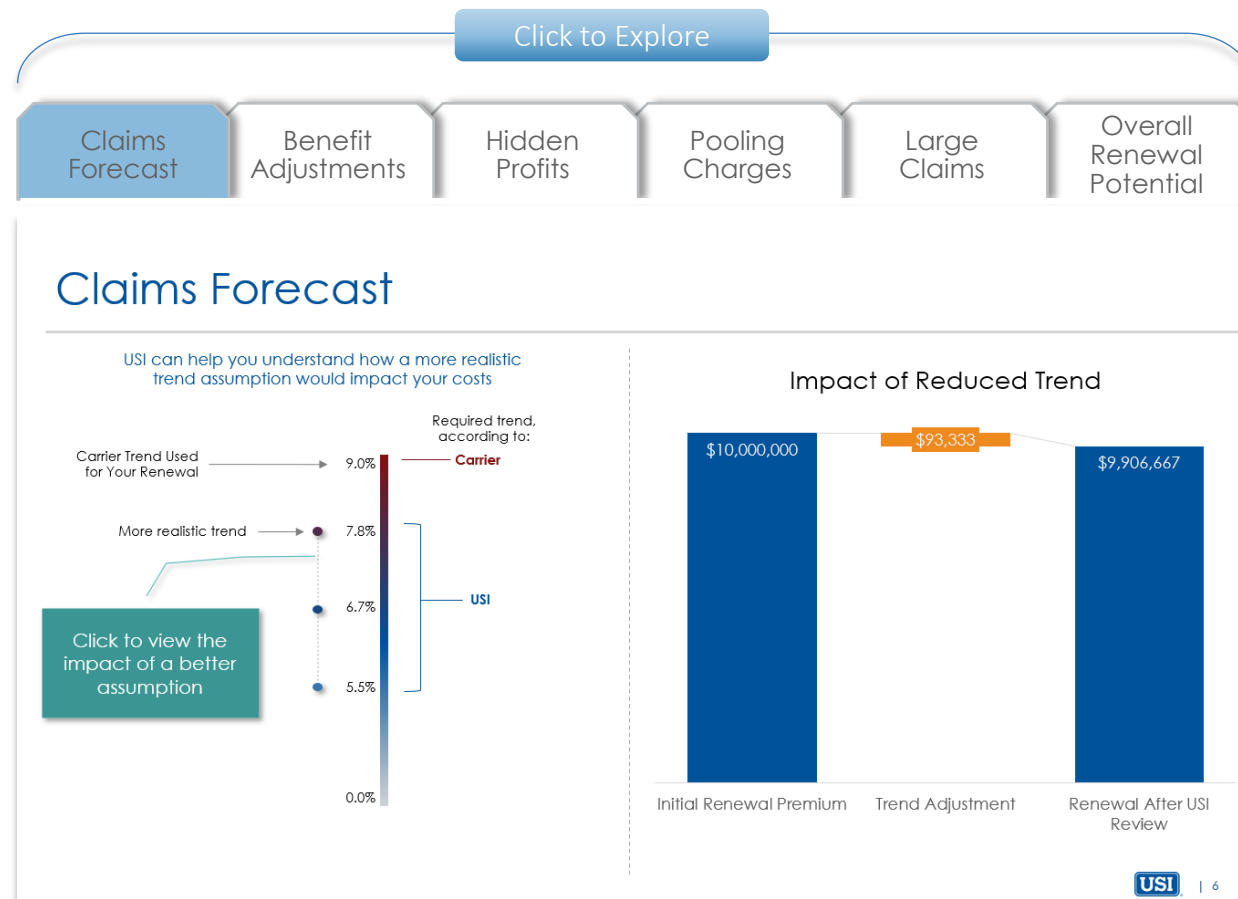 Click to Explore
Claims
Forecast
Benefit
Adjustments
Hidden
Profits
Pooling
Charges
Large
Claims
Overall
Renewal
Potential
Claims Forecast
USI can help you understand how a more realistic
trend assumption would impact your costs
Required trend,
according to:
Carrier Trend Used
for Your Renewal
9.0%
Carrier
More realistic trend
7.8%
6.7%
USI
Click to view the
impact of a better
assumption
5.5%
0.0%
Impact of Reduced Trend
$10,000,000
$93,333
$9,906,667
Initial Renewal Premium
Trend Adjustment
Renewal After USI
Review
USI
| 6